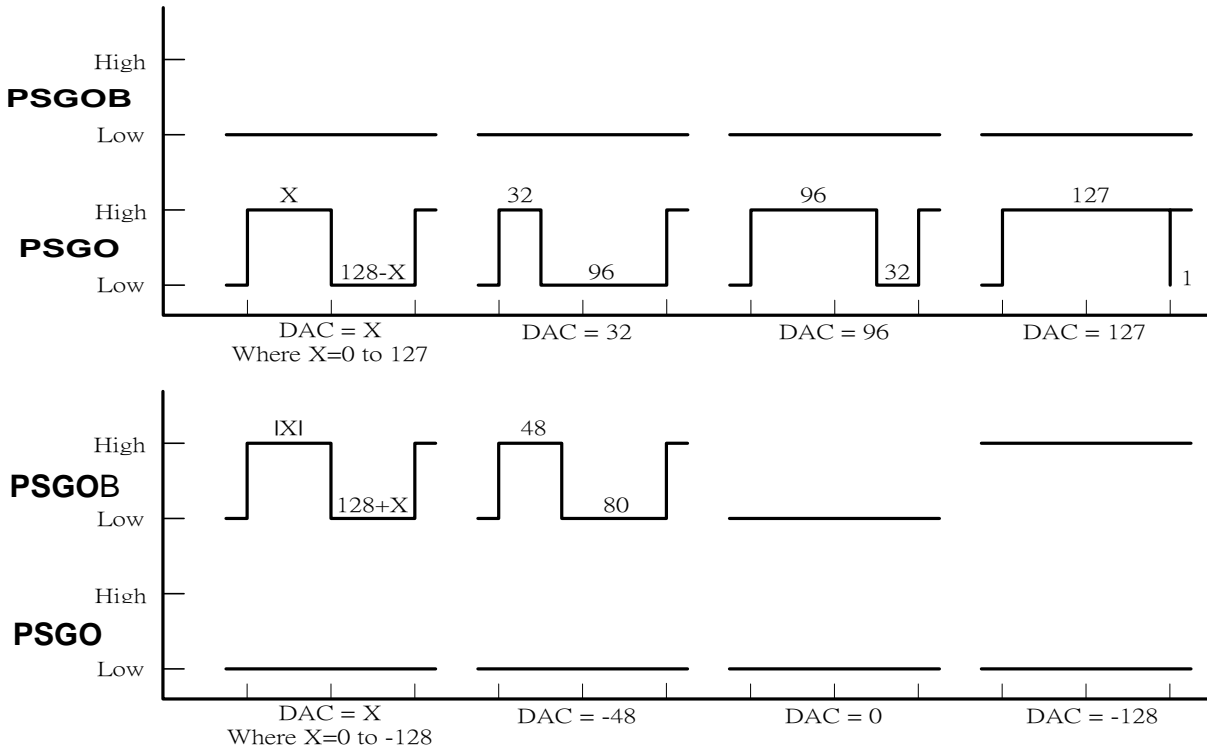 High
PSGOB
Low
High
PSGO
Low
X
128-X
32
96
96
32
127
1
DAC = X
Where X=0 to 127
DAC = 32
DAC = 96
DAC = 127
High
PSGOB
Low
High
PSGO
Low
|X|
128+X
48
80
DAC = X
Where X=0 to -128
DAC = -48
DAC = 0
DAC = -128